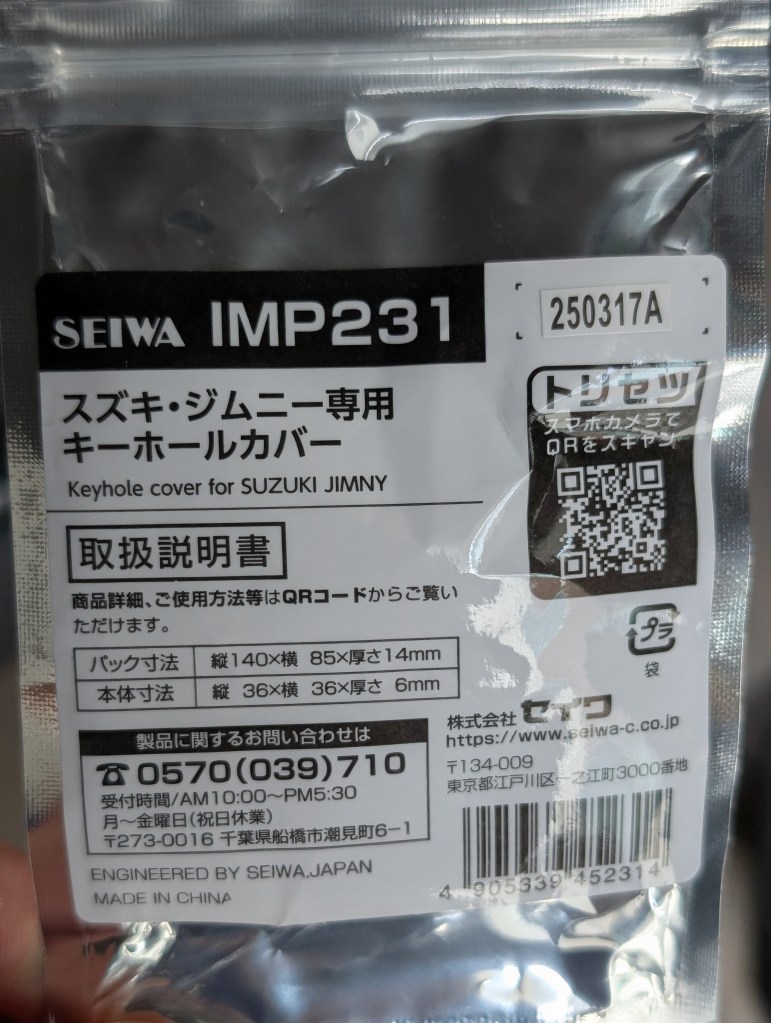 SEIWA IMP231
250317A
スズキ・ジムニー専用
キーホールカバー
Keyhole cover for SUZUKI JIMNY
トリセツ
スマホカメラで
QRをスキャン
取扱説明書
商品詳細、ご使用方法等はQRコードからご覧い
ただけます。
パック寸法 縦140×横 85×厚さ14mm
本体寸法 縦 36×横 36×厚さ 6mm
プラ
袋
製品に関するお問い合わせは
☎0570(039)710
受付時間/AM10:00〜PM5:30
月〜金曜日(祝日休業)
〒273-0016 千葉県船橋市潮見町6-1
株式会社 セイワ
https://www.seiwa-c.co.jp
〒134-009
東京都江戸川区一之江町3000番地
ENGINEERED BY SEIWA.JAPAN
MADE IN CHINA
4 905339 452314